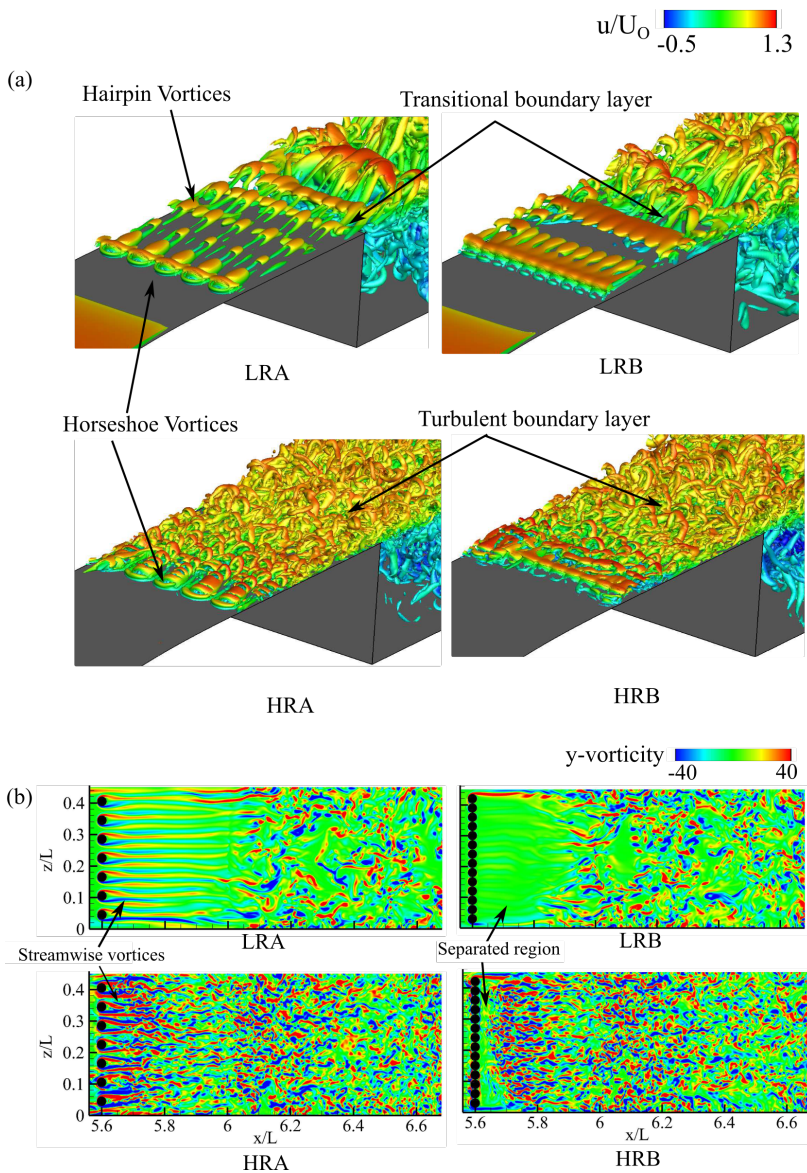 u/U_O
-0.5 1.3
(a)
Hairpin Vortices
Transitional boundary layer
LRA
LRB
Horseshoe Vortices
Turbulent boundary layer
HRA
HRB
y-vorticity
-40 40
(b)
0.4
0.3
z/L
0.2
0.1
0
LRA
LRB
Streamwise vortices
Separated region
0.4
0.3
z/L
0.2
0.1
0
5.6 5.8 6 6.2 6.4 6.6
x/L
HRA
5.6 5.8 6 6.2 6.4 6.6
x/L
HRB